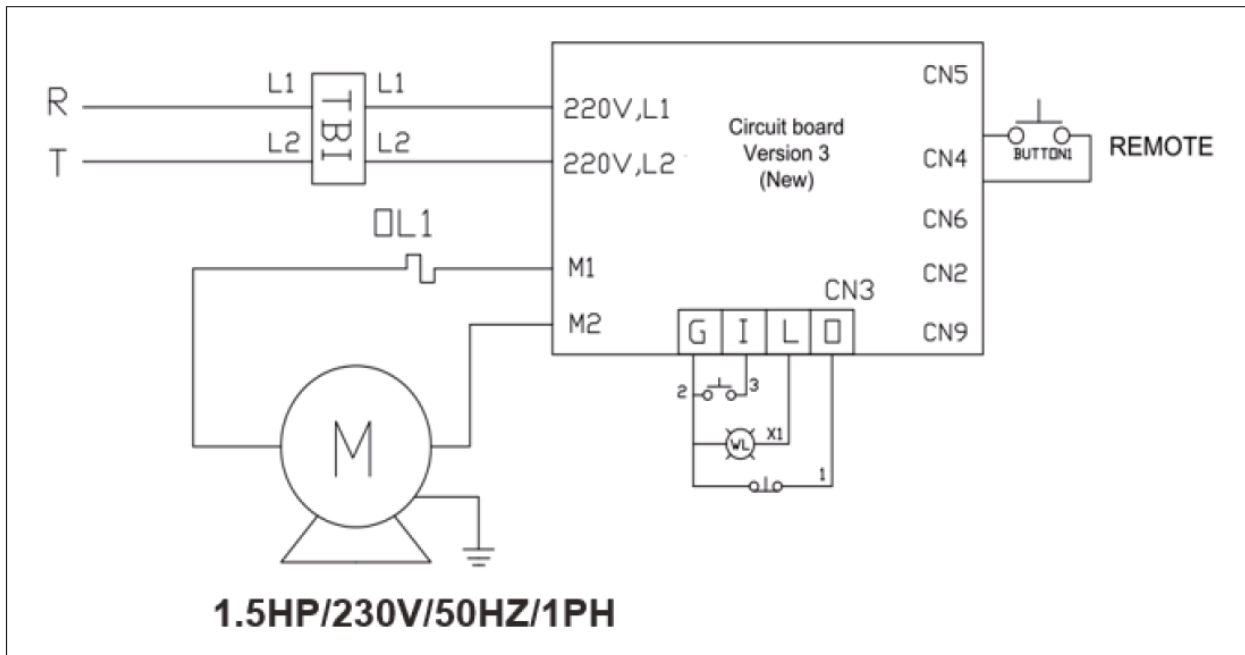 R L1 TBI L1 220V,L1
T L2 L2 220V,L2
Circuit board
Version 3
(New)
CN5
CN4
BUTTON1
REMOTE
CN6
CN2
CN9
OL1
M1
M2
CN3
G I L O
2 3
WL X1
1
M
1.5HP/230V/50HZ/1PH